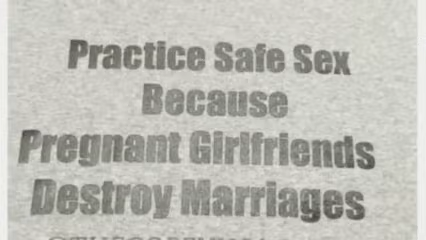 Practice Safe Sex
Because
Pregnant Girlfriends
Destroy Marriages